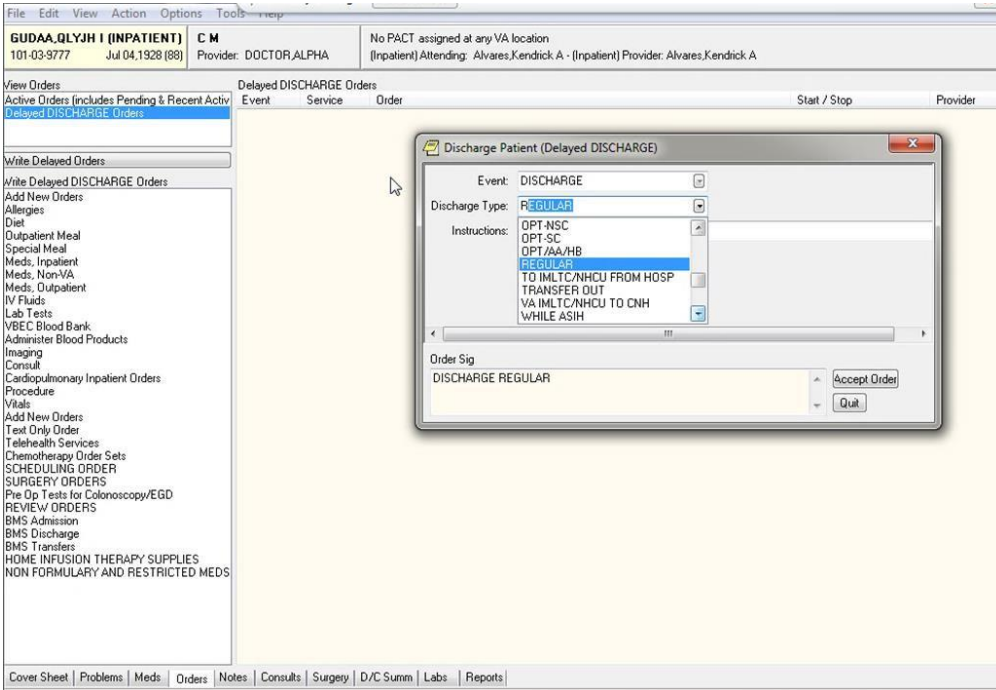 File Edit View Action Options Tools Help
GUDAA,QLYJH I (INPATIENT)
101-03-9777 Jul 04,1928 (88)
C M
Provider: DOCTOR,ALPHA
No PACT assigned at any VA location
(Inpatient) Attending: Alvares,Kendrick A - (Inpatient) Provider: Alvares,Kendrick A
View Orders
Active Orders (includes Pending & Recent Activ
Delayed DISCHARGE Orders
Write Delayed Orders
Write Delayed DISCHARGE Orders
Add New Orders
Allergies
Diet
Outpatient Meal
Special Meal
Meds, Inpatient
Meds, Non-VA
Meds, Outpatient
IV Fluids
Lab Tests
VBEC Blood Bank
Administer Blood Products
Imaging
Consult
Cardiopulmonary Inpatient Orders
Procedure
Vitals
Add New Orders
Text Only Order
Telehealth Services
Chemotherapy Order Sets
SCHEDULING ORDER
SURGERY ORDERS
Pre Op Tests for Colonoscopy/EGD
REVIEW ORDERS
BMS Admission
BMS Discharge
BMS Transfers
HOME INFUSION THERAPY SUPPLIES
NON FORMULARY AND RESTRICTED MEDS
Delayed DISCHARGE Orders
Event Service Order Start / Stop Provider
Discharge Patient (Delayed DISCHARGE)
Event: DISCHARGE
Discharge Type: REGULAR
Instructions:
OPT-NSC
OPT-SC
OPT/AA/HB
REGULAR
TO IMLTC/NHCU FROM HOSP
TRANSFER OUT
VA IMLTC/NHCU TO CNH
WHILE ASIH
Order Sig
DISCHARGE REGULAR
Accept Order
Quit
Cover Sheet Problems Meds Orders Notes Consults Surgery D/C Summ Labs Reports